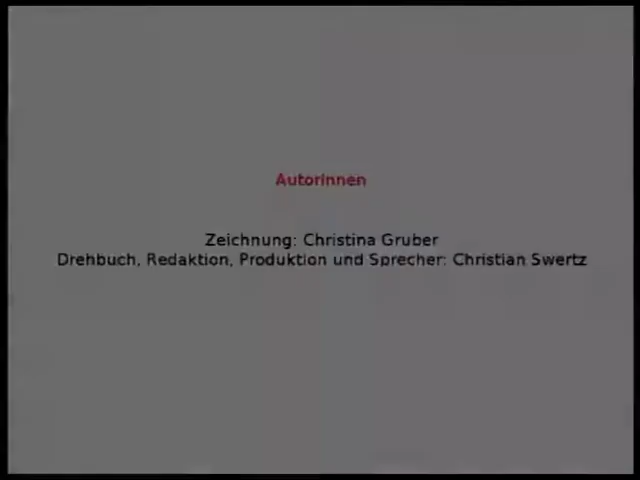 AutorInnen
Zeichnung: Christina Gruber
Drehbuch, Redaktion, Produktion und Sprecher: Christian Swertz